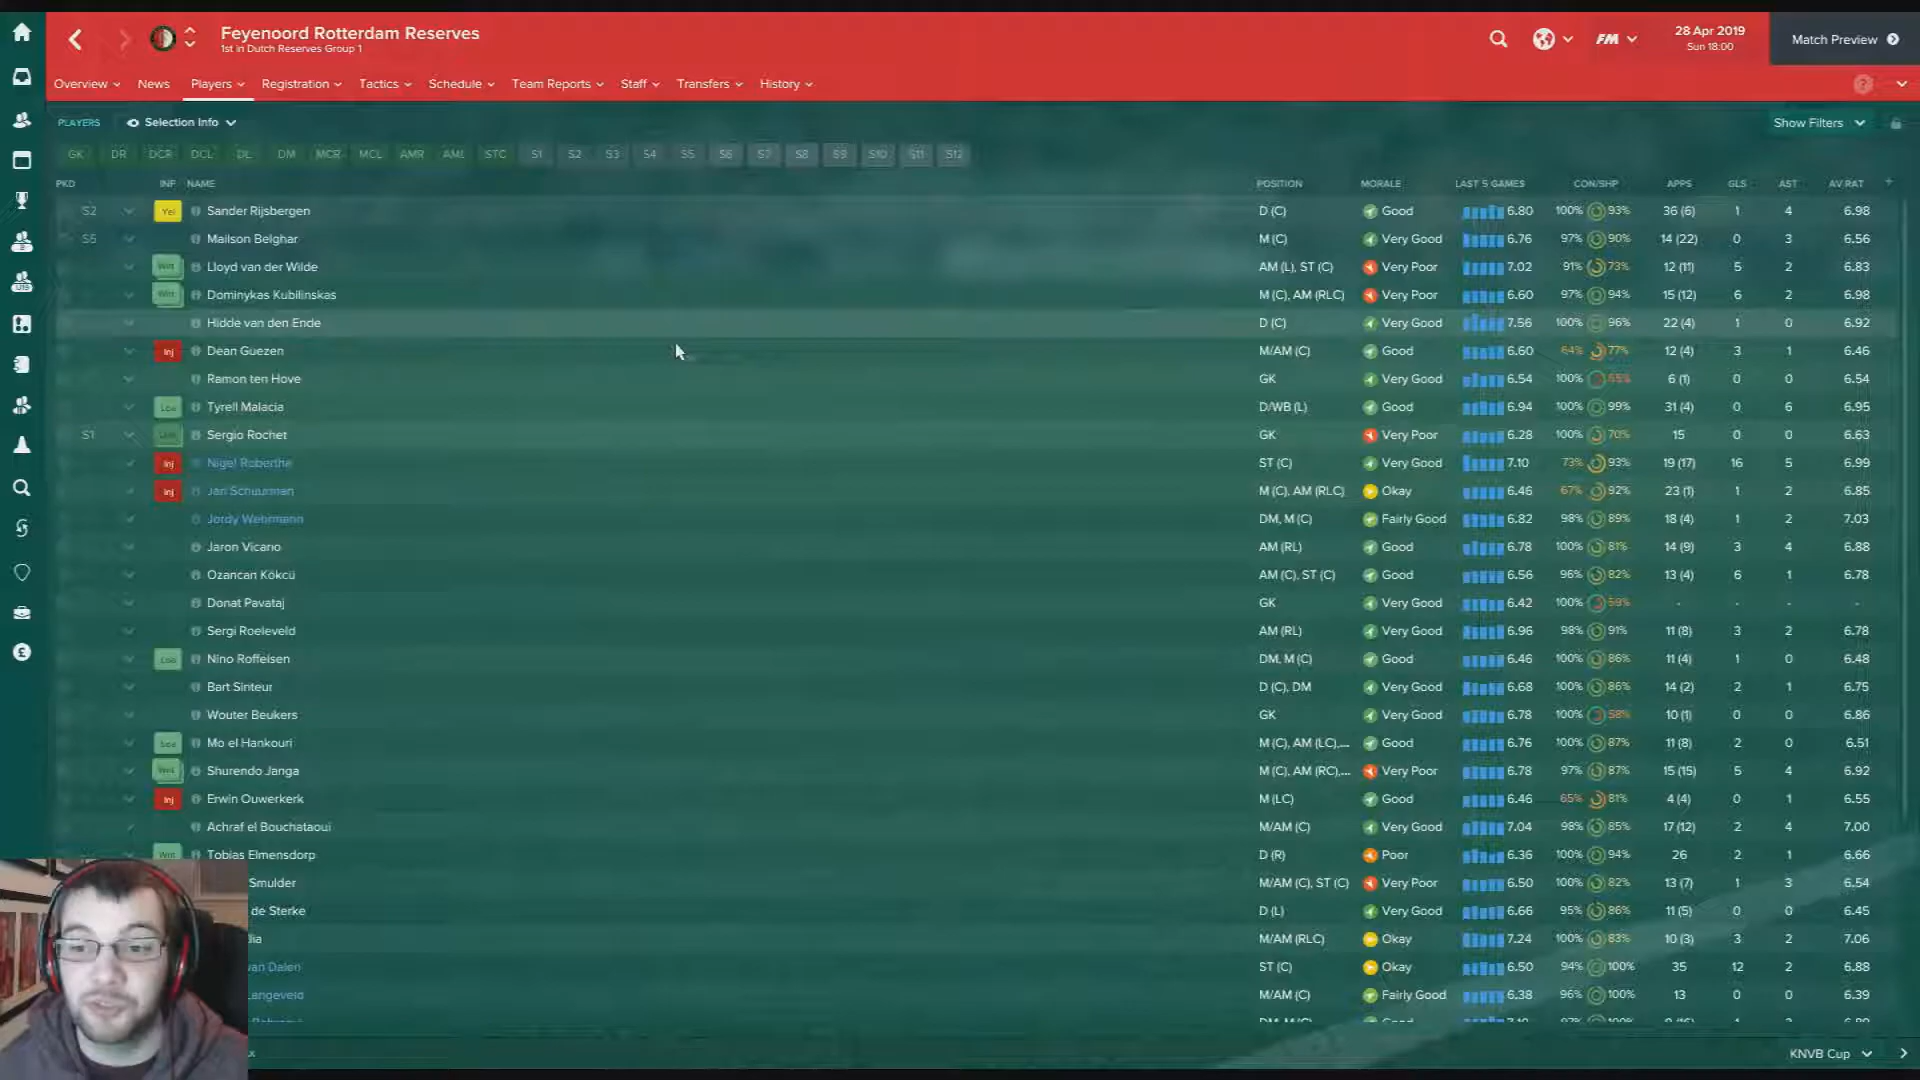 Feyenoord Rotterdam Reserves
1st in Dutch Reserves Group 1
FM
28 Apr 2019
Sun 18:00
Match Preview
Overview News Players Registration Tactics Schedule Team Reports Staff Transfers History
PLAYERS Selection Info Show Filters
GK DR DCR DCL DL DM MCR MCL AMR AML STC S1 S2 S3 S4 S5 S6 S7 S8 S9 S10 S11 S12
PKD INF NAME POSITION MORALE LAST 5 GAMES CON/SHP APPS GLS AST AV RAT
S2 Yel Sander Rijsbergen D (C) Good 6.80 100% 93% 36 (6) 1 4 6.98
S5 Mailson Belghar M (C) Very Good 6.76 97% 90% 14 (22) 0 3 6.56
Wnt Lloyd van der Wilde AM (L), ST (C) Very Poor 7.02 91% 73% 12 (11) 5 2 6.83
Wnt Dominykas Kubilinskas M (C), AM (RLC) Very Poor 6.60 97% 94% 15 (12) 6 2 6.98
Hidde van den Ende D (C) Very Good 7.56 100% 96% 22 (4) 1 0 6.92
Inj Dean Guezen M/AM (C) Good 6.60 64% 77% 12 (4) 3 1 6.46
Ramon ten Hove GK Very Good 6.54 100% 55% 6 (1) 0 0 6.54
Loa Tyrell Malacia D/WB (L) Good 6.94 100% 99% 31 (4) 0 6 6.95
S1 Sergio Rochet GK Very Poor 6.28 100% 70% 15 0 0 6.63
Inj Nigel Robertha ST (C) Very Good 7.10 73% 93% 19 (17) 16 5 6.99
Inj Jari Schuurman M (C), AM (RLC) Okay 6.46 67% 92% 23 (1) 1 2 6.85
Jordy Wehrmann DM, M (C) Fairly Good 6.82 98% 89% 18 (4) 1 2 7.03
Jaron Vicario AM (RL) Good 6.78 100% 81% 14 (9) 3 4 6.88
Ozancan Kökcü AM (C), ST (C) Good 6.56 96% 82% 13 (4) 6 1 6.78
Donat Pavataj GK Very Good 6.42 100% 59% - - - -
Sergi Roeleveld AM (RL) Very Good 6.96 98% 91% 11 (8) 3 2 6.78
Loa Nino Roffelsen DM, M (C) Good 6.46 100% 86% 11 (4) 1 0 6.48
Bart Sinteur D (C), DM Very Good 6.68 100% 86% 14 (2) 2 1 6.75
Wouter Beukers GK Very Good 6.78 100% 58% 10 (1) 0 0 6.86
Loa Mo el Hankouri M (C), AM (LC),... Good 6.76 100% 87% 11 (8) 2 0 6.51
Wnt Shurendo Janga M (C), AM (RC),... Very Poor 6.78 97% 87% 15 (15) 5 4 6.92
Inj Erwin Ouwerkerk M (LC) Good 6.46 65% 81% 4 (4) 0 1 6.55
Achraf el Bouchataoui M/AM (C) Very Good 7.04 98% 85% 17 (12) 2 4 7.00
Wnt Tobias Elmensdorp D (R) Poor 6.36 100% 94% 26 2 1 6.66
Smulder M/AM (C), ST (C) Very Poor 6.50 100% 82% 13 (7) 1 3 6.54
de Sterke D (L) Very Good 6.66 95% 86% 11 (5) 0 0 6.45
dia M/AM (RLC) Okay 7.24 100% 83% 10 (3) 3 2 7.06
van Dalen ST (C) Okay 6.50 94% 100% 35 12 2 6.88
Langeveld M/AM (C) Fairly Good 6.38 96% 100% 13 0 0 6.39
KNVB Cup